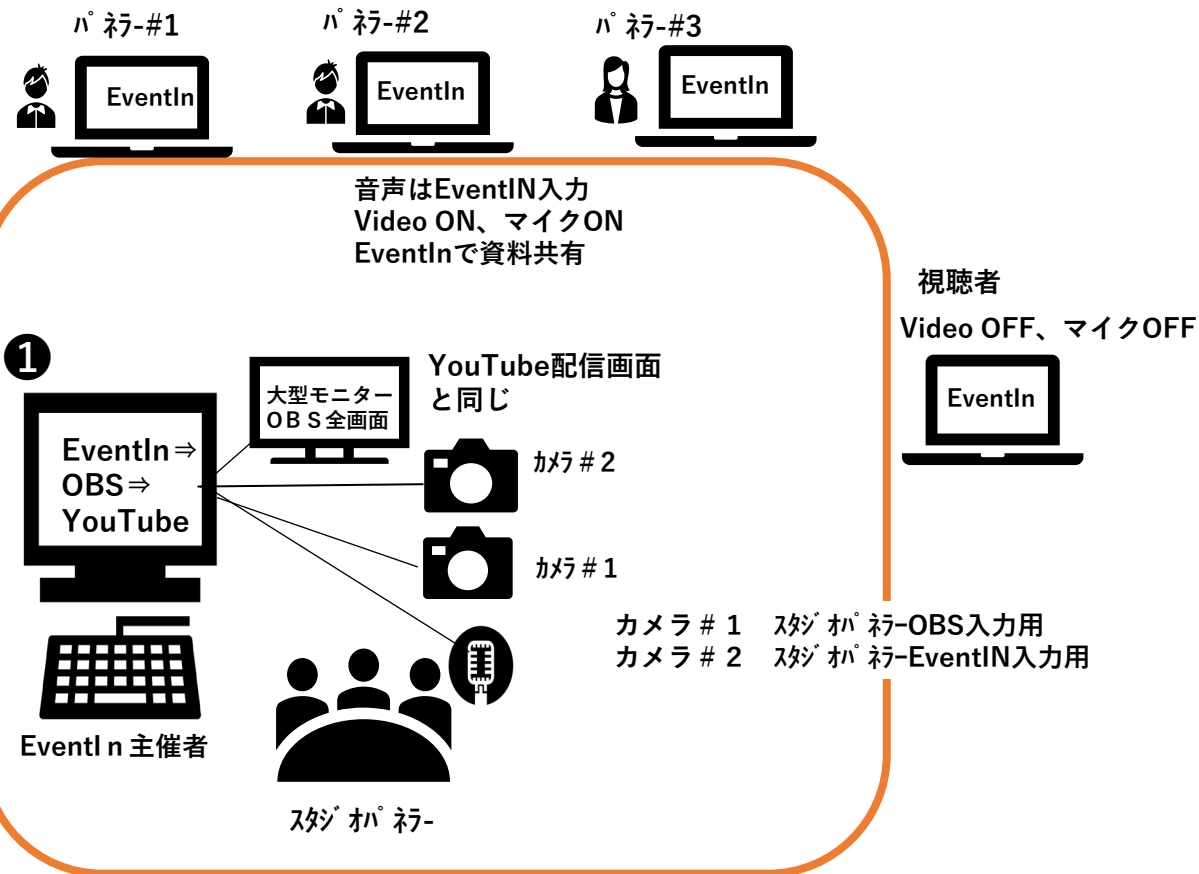 ﾊﾟﾈﾗｰ#1
ﾊﾟﾈﾗｰ#2
ﾊﾟﾈﾗｰ#3
EventIn
EventIn
EventIn
音声はEventIN入力
Video ON、マイクON
EventInで資料共有
視聴者
Video OFF、マイクOFF
EventIn
❶
EventIn⇒
OBS⇒
YouTube
大型モニター
ＯＢＳ全画面
YouTube配信画面
と同じ
ｶﾒﾗ＃2
ｶﾒﾗ＃1
カメラ＃1　ｽﾀｼﾞｵﾊﾟﾈﾗｰOBS入力用
カメラ＃2　ｽﾀｼﾞｵﾊﾟﾈﾗｰEventIN入力用
EventIｎ主催者
ｽﾀｼﾞｵﾊﾟﾈﾗｰ